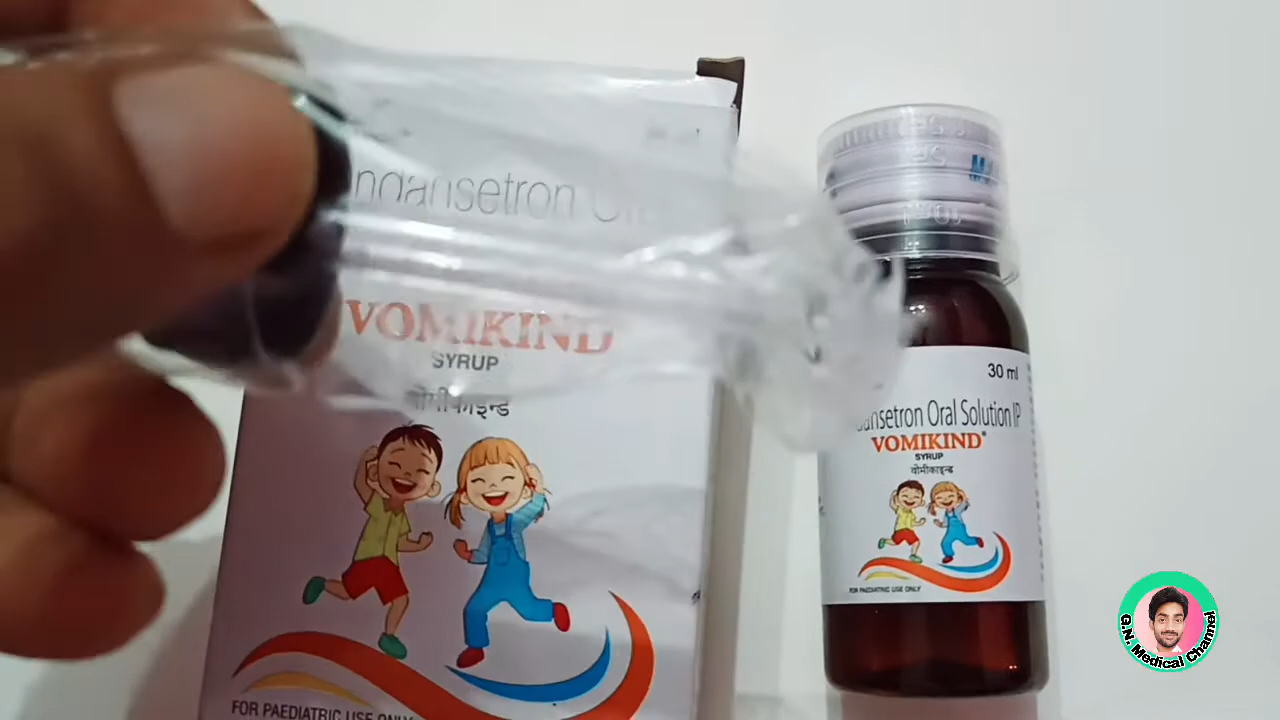 ndansetron
VOMIKIND
SYRUP
वोमीकाइन्ड
FOR PAEDIATRIC USE ONLY
30 ml
dansetron Oral Solution IP
VOMIKIND®
SYRUP
वोमीकाइन्ड
FOR PAEDIATRIC USE ONLY
G.N. Medical Channel